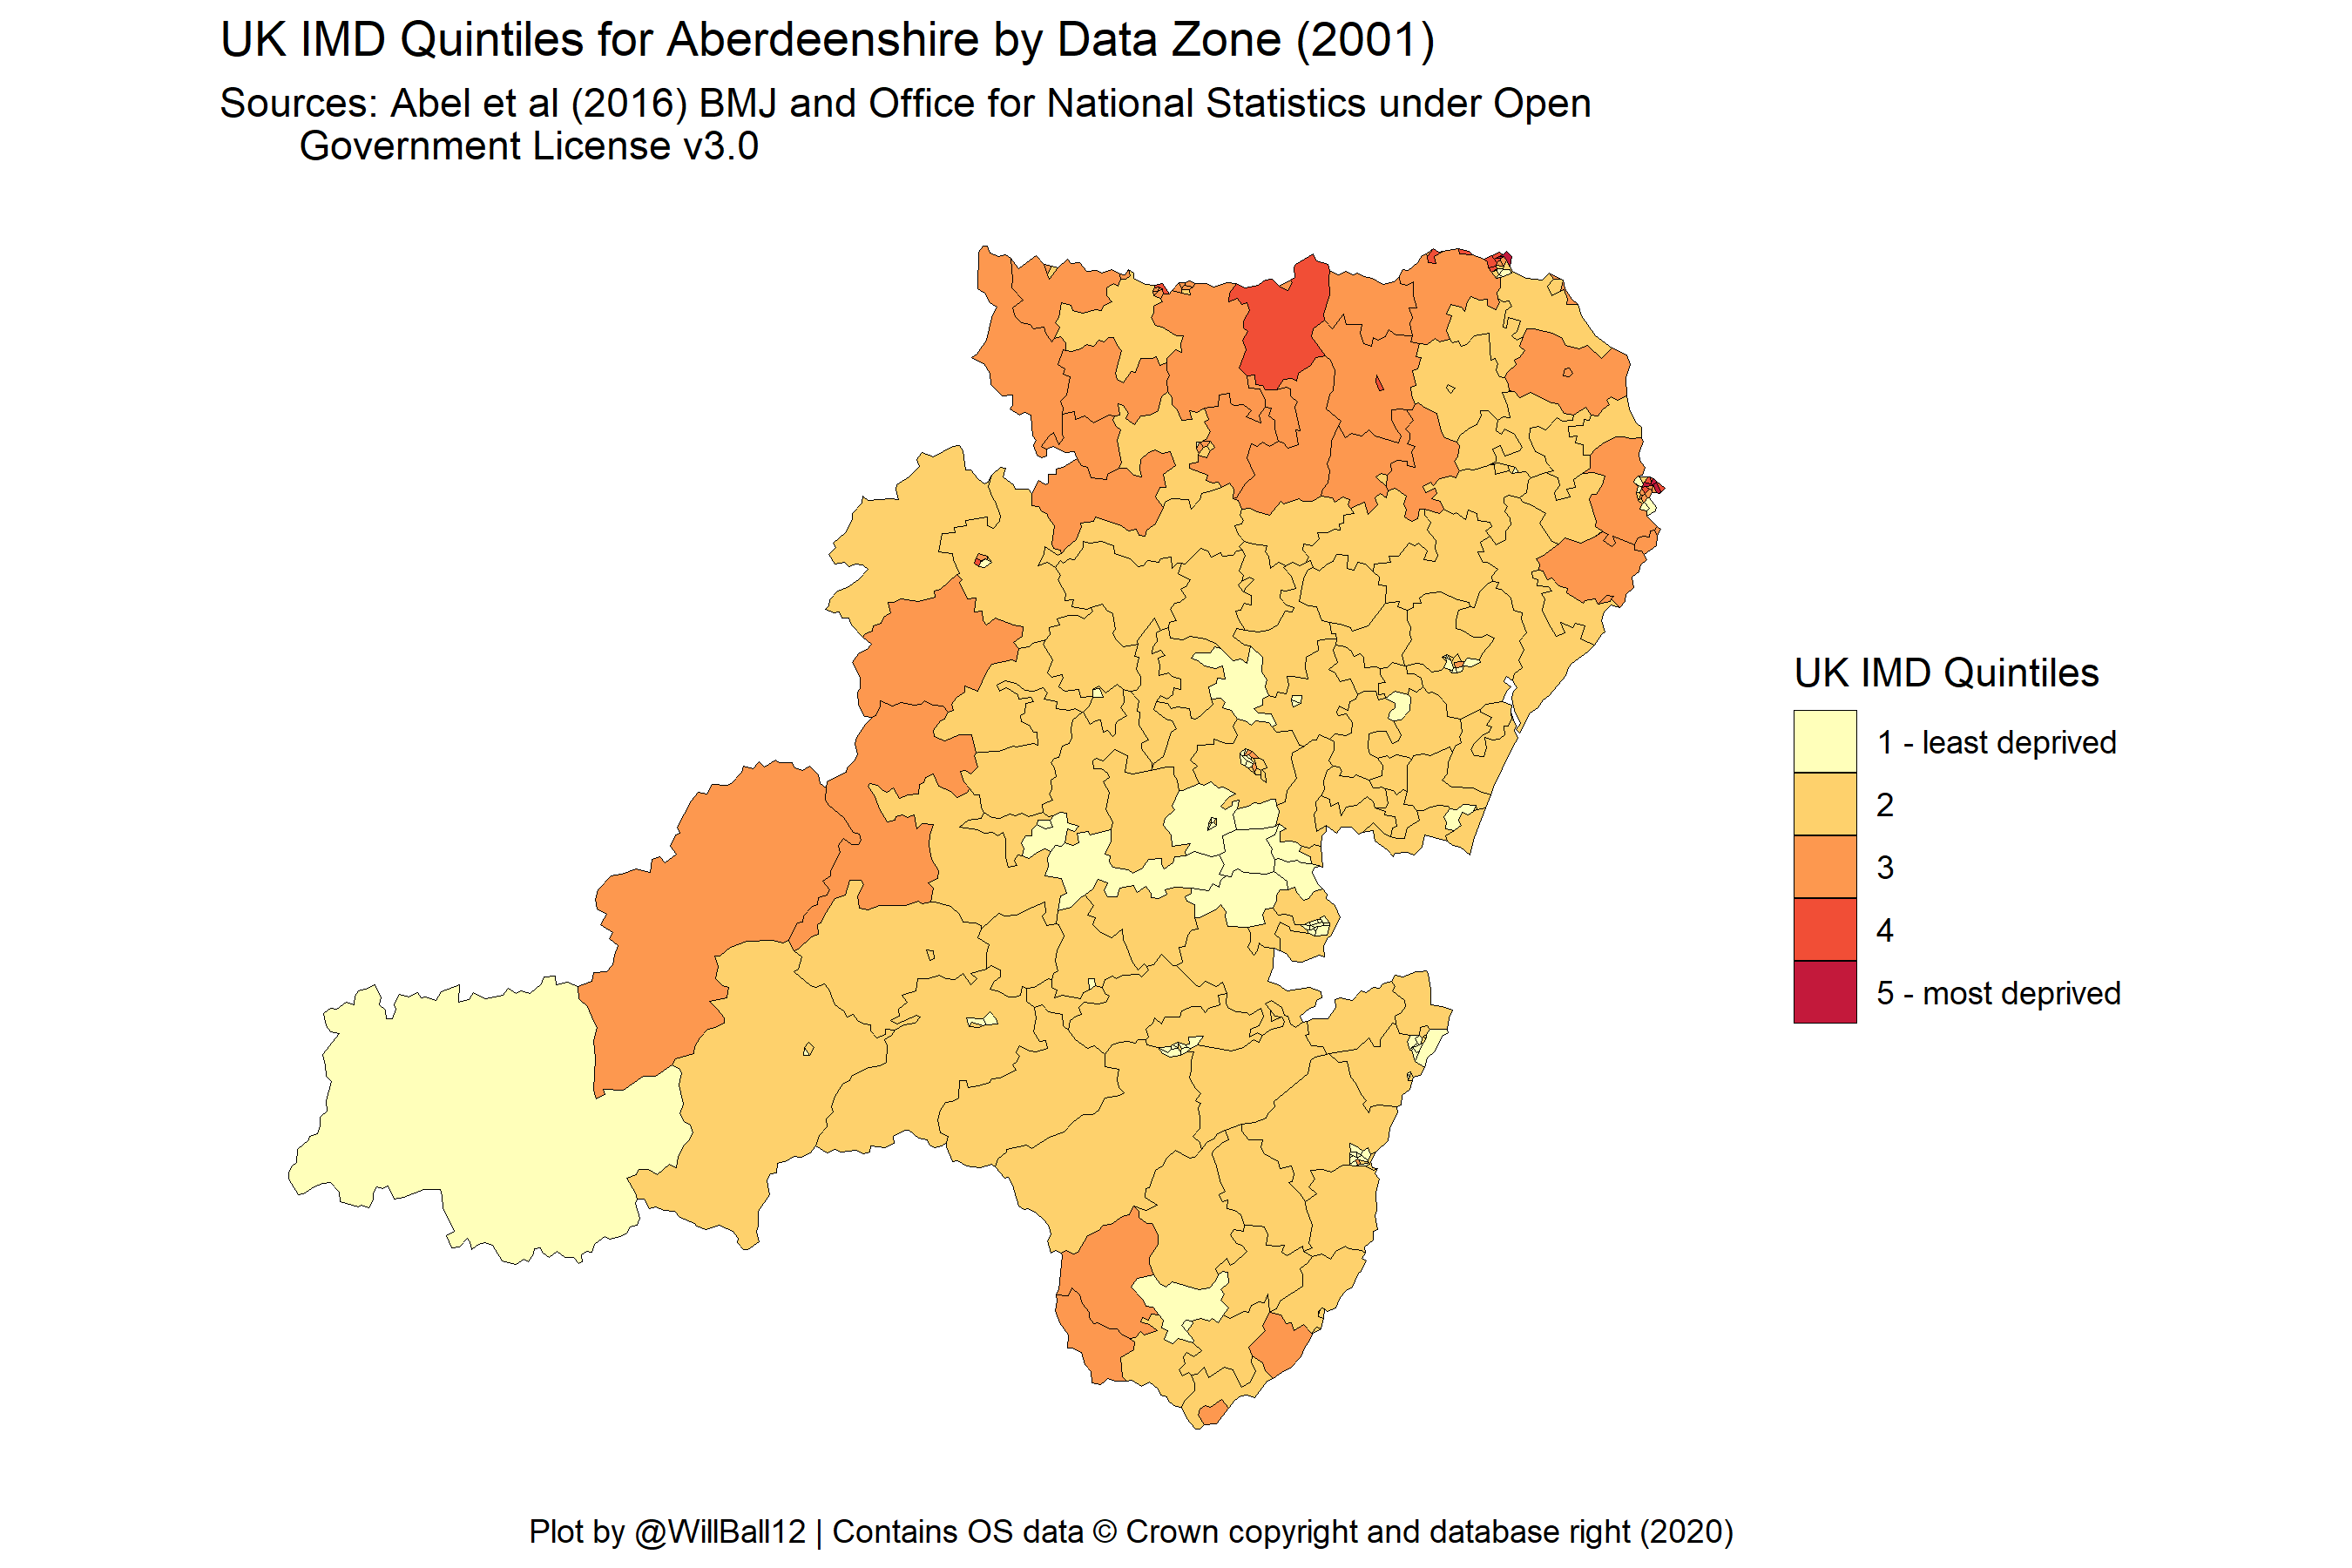 UK IMD Quintiles for Aberdeenshire by Data Zone (2001)
Sources: Abel et al (2016) BMJ and Office for National Statistics under Open
Government License v3.0
UK IMD Quintiles
1 - least deprived
2
3
4
5 - most deprived
Plot by @WillBall12 | Contains OS data © Crown copyright and database right (2020)